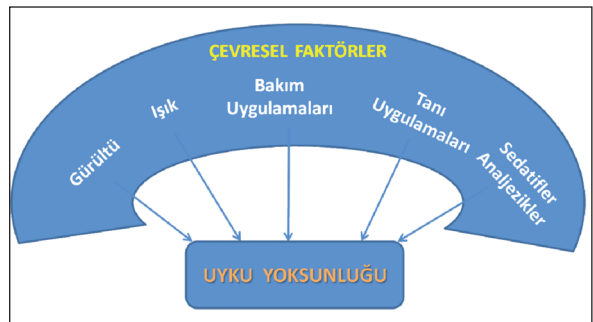 ÇEVRESEL FAKTÖRLER
Gürültü
Işık
Bakım
Uygulamaları
Tanı
Uygulamaları
Sedatifler
Analjezikler
UYKU YOKSUNLUĞU